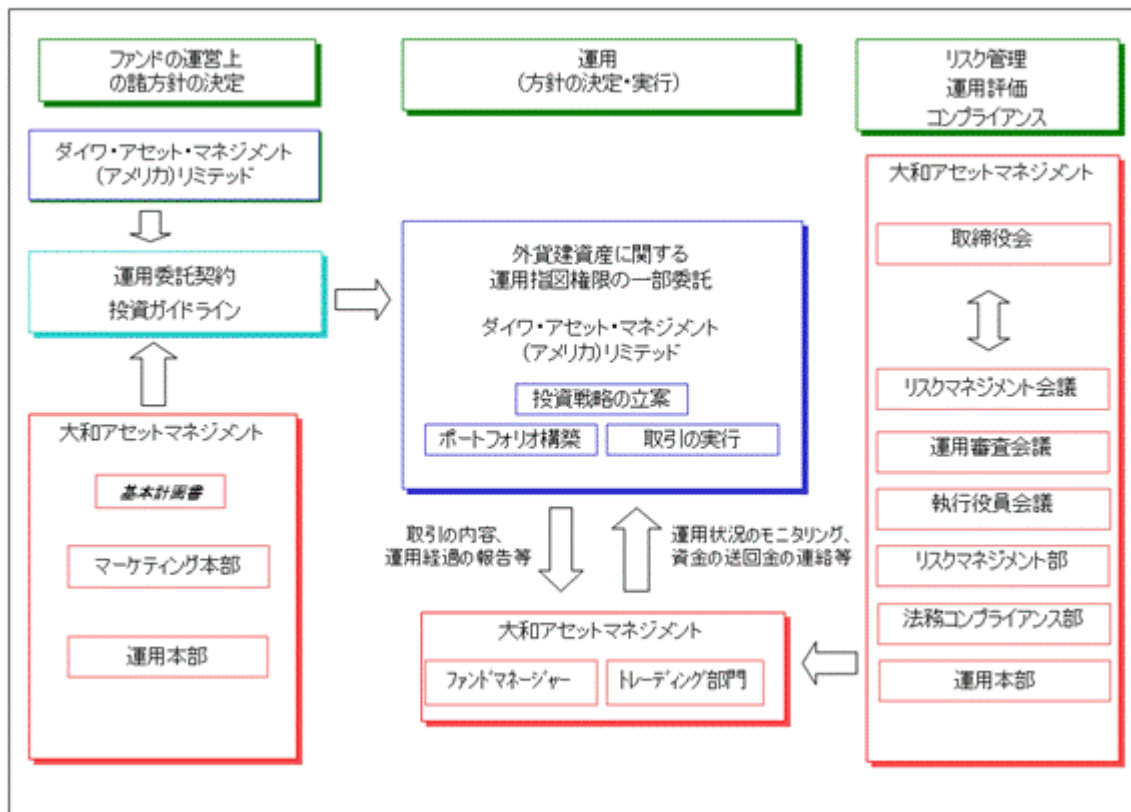 ファンドの運営上
の諸方針の決定
運用
(方針の決定・実行)
リスク管理
運用評価
コンプライアンス
ダイワ・アセット・マネジメント
(アメリカ)リミテッド
運用委託契約
投資ガイドライン
大和アセットマネジメント
基本計画書
マーケティング本部
運用本部
外貨建資産に関する
運用指図権限の一部委託
ダイワ・アセット・マネジメント
(アメリカ)リミテッド
投資戦略の立案
ポートフォリオ構築
取引の実行
取引の内容、
運用経過の報告等
運用状況のモニタリング、
資金の送回金の連絡等
大和アセットマネジメント
ファンドマネージャー
トレーディング部門
大和アセットマネジメント
取締役会
リスクマネジメント会議
運用審査会議
執行役員会議
リスクマネジメント部
法務コンプライアンス部
運用本部